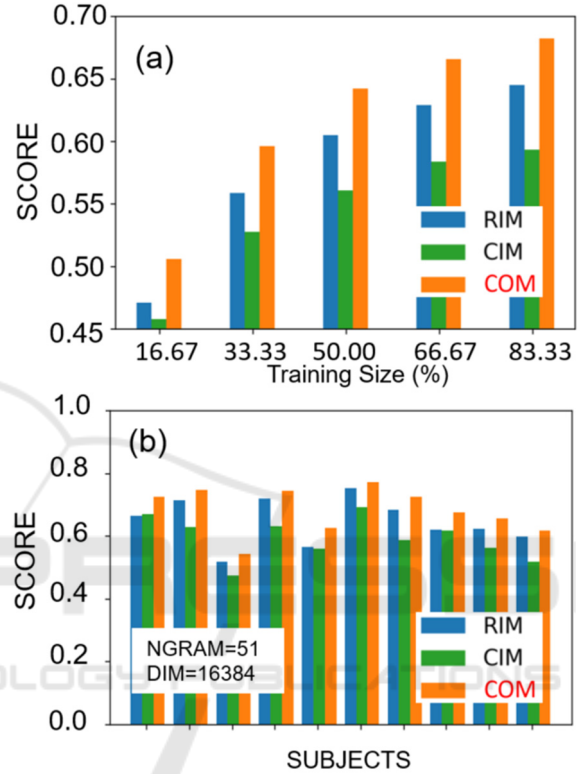 (a)
SCORE
0.70
0.65
0.60
0.55
0.50
0.45
RIM
CIM
COM
16.67 33.33 50.00 66.67 83.33
Training Size (%)
(b)
SCORE
1.0
0.8
0.6
0.4
0.2
0.0
NGRAM=51
DIM=16384
RIM
CIM
COM
SUBJECTS